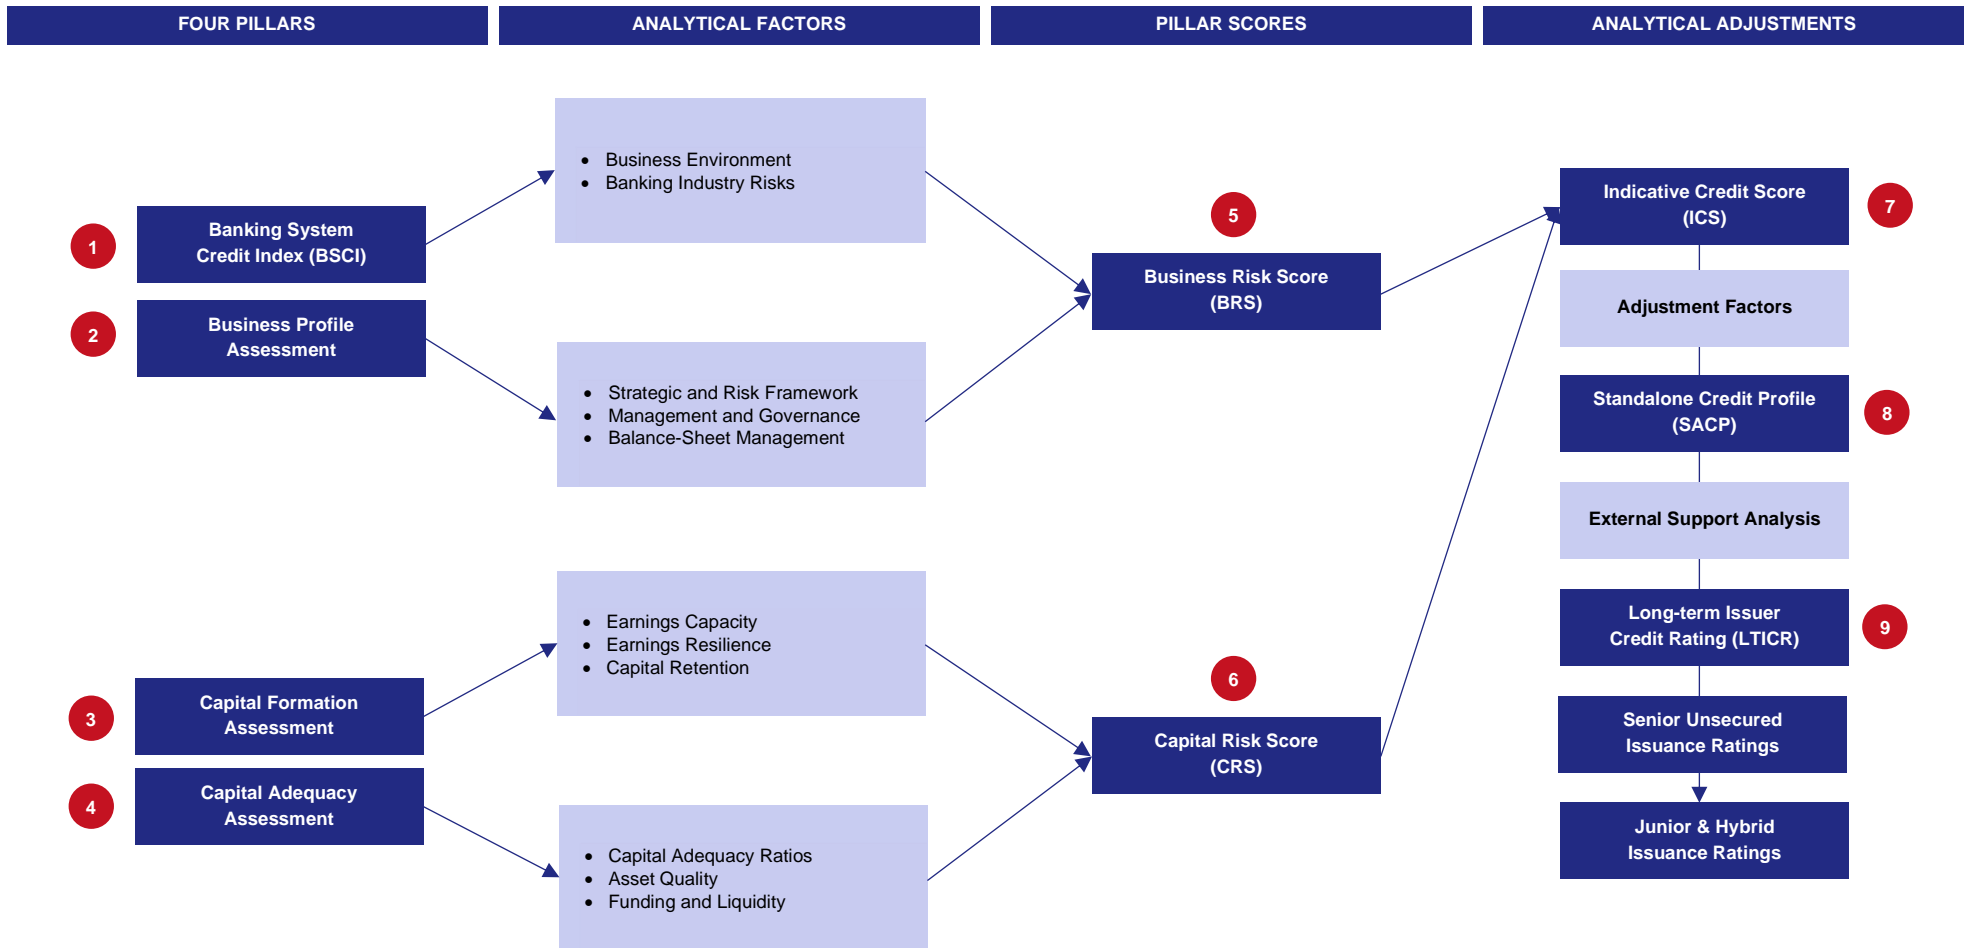 FOUR PILLARS
ANALYTICAL FACTORS
PILLAR SCORES
ANALYTICAL ADJUSTMENTS
1
Banking System
Credit Index (BSCI)
2
Business Profile
Assessment
3
Capital Formation
Assessment
4
Capital Adequacy
Assessment
• Business Environment
• Banking Industry Risks
• Strategic and Risk Framework
• Management and Governance
• Balance-Sheet Management
• Earnings Capacity
• Earnings Resilience
• Capital Retention
• Capital Adequacy Ratios
• Asset Quality
• Funding and Liquidity
5
Business Risk Score
(BRS)
6
Capital Risk Score
(CRS)
Indicative Credit Score
(ICS)
7
Adjustment Factors
Standalone Credit Profile
(SACP)
8
External Support Analysis
Long-term Issuer
Credit Rating (LTICR)
9
Senior Unsecured
Issuance Ratings
Junior & Hybrid
Issuance Ratings